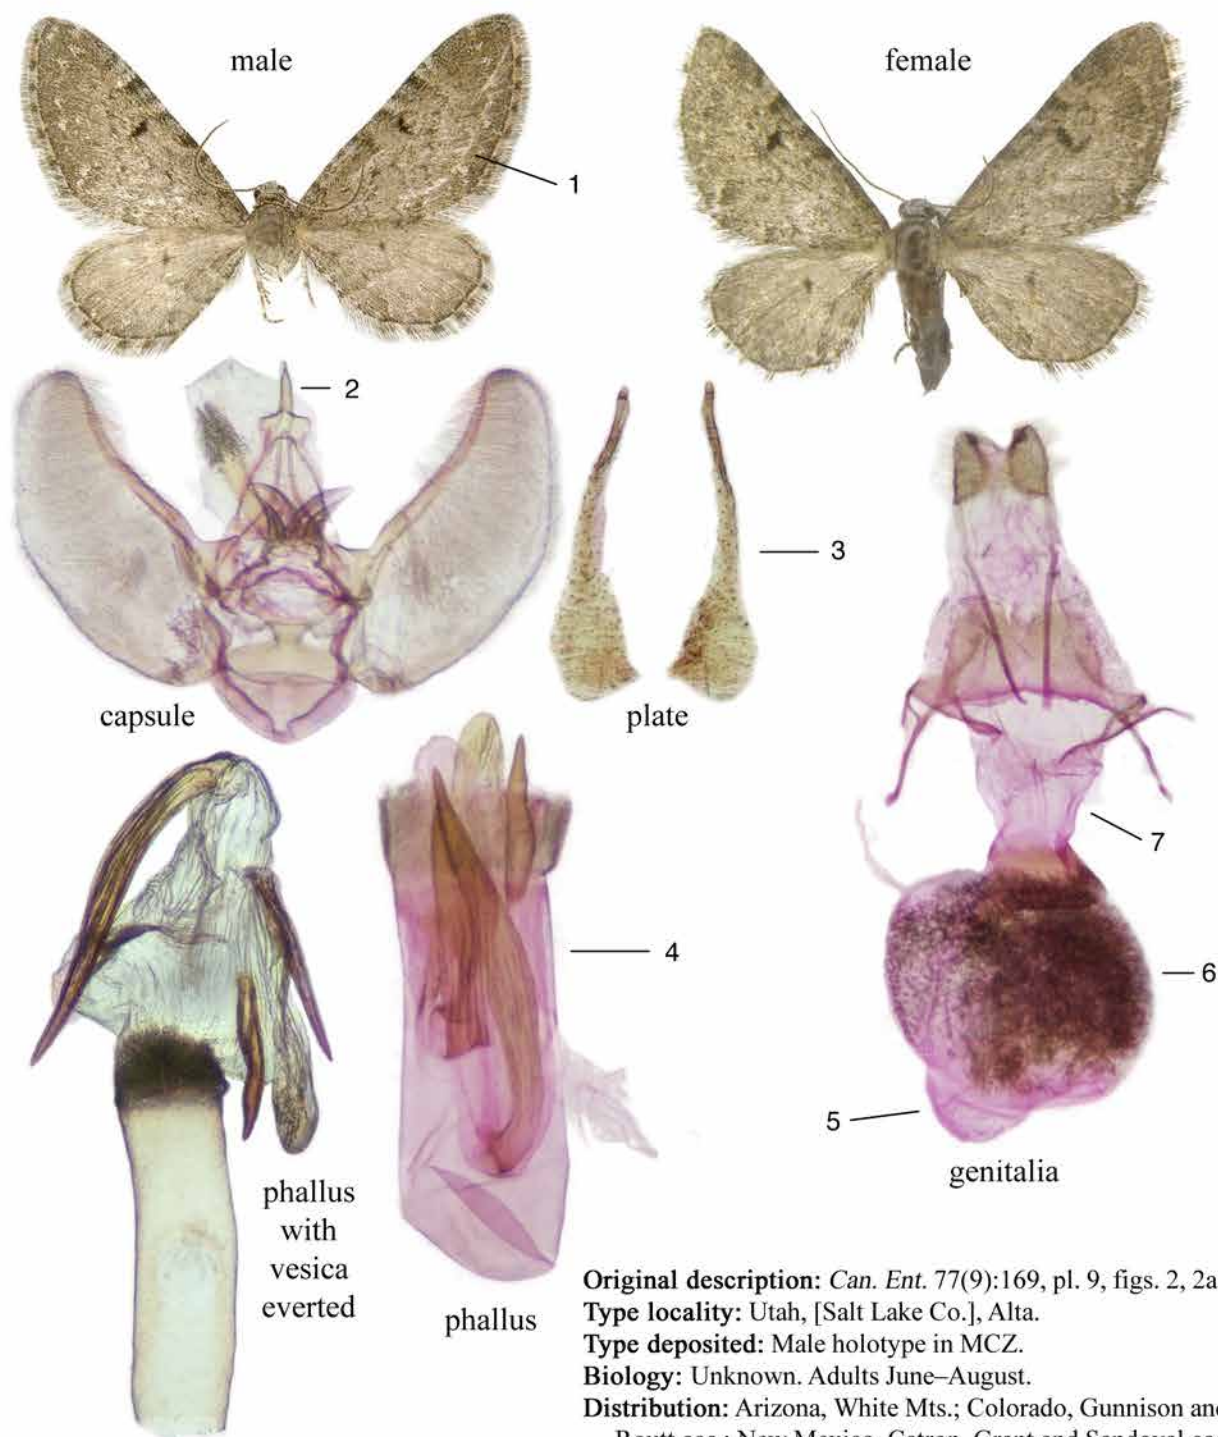 male
female
1
2
3
capsule
plate
7
4
6
5
genitalia
phallus
with
vesica
everted
phallus
Original description: Can. Ent. 77(9):169, pl. 9, figs. 2, 2a
Type locality: Utah, [Salt Lake Co.], Alta.
Type deposited: Male holotype in MCZ.
Biology: Unknown. Adults June–August.
Distribution: Arizona, White Mts.; Colorado, Gunnison and